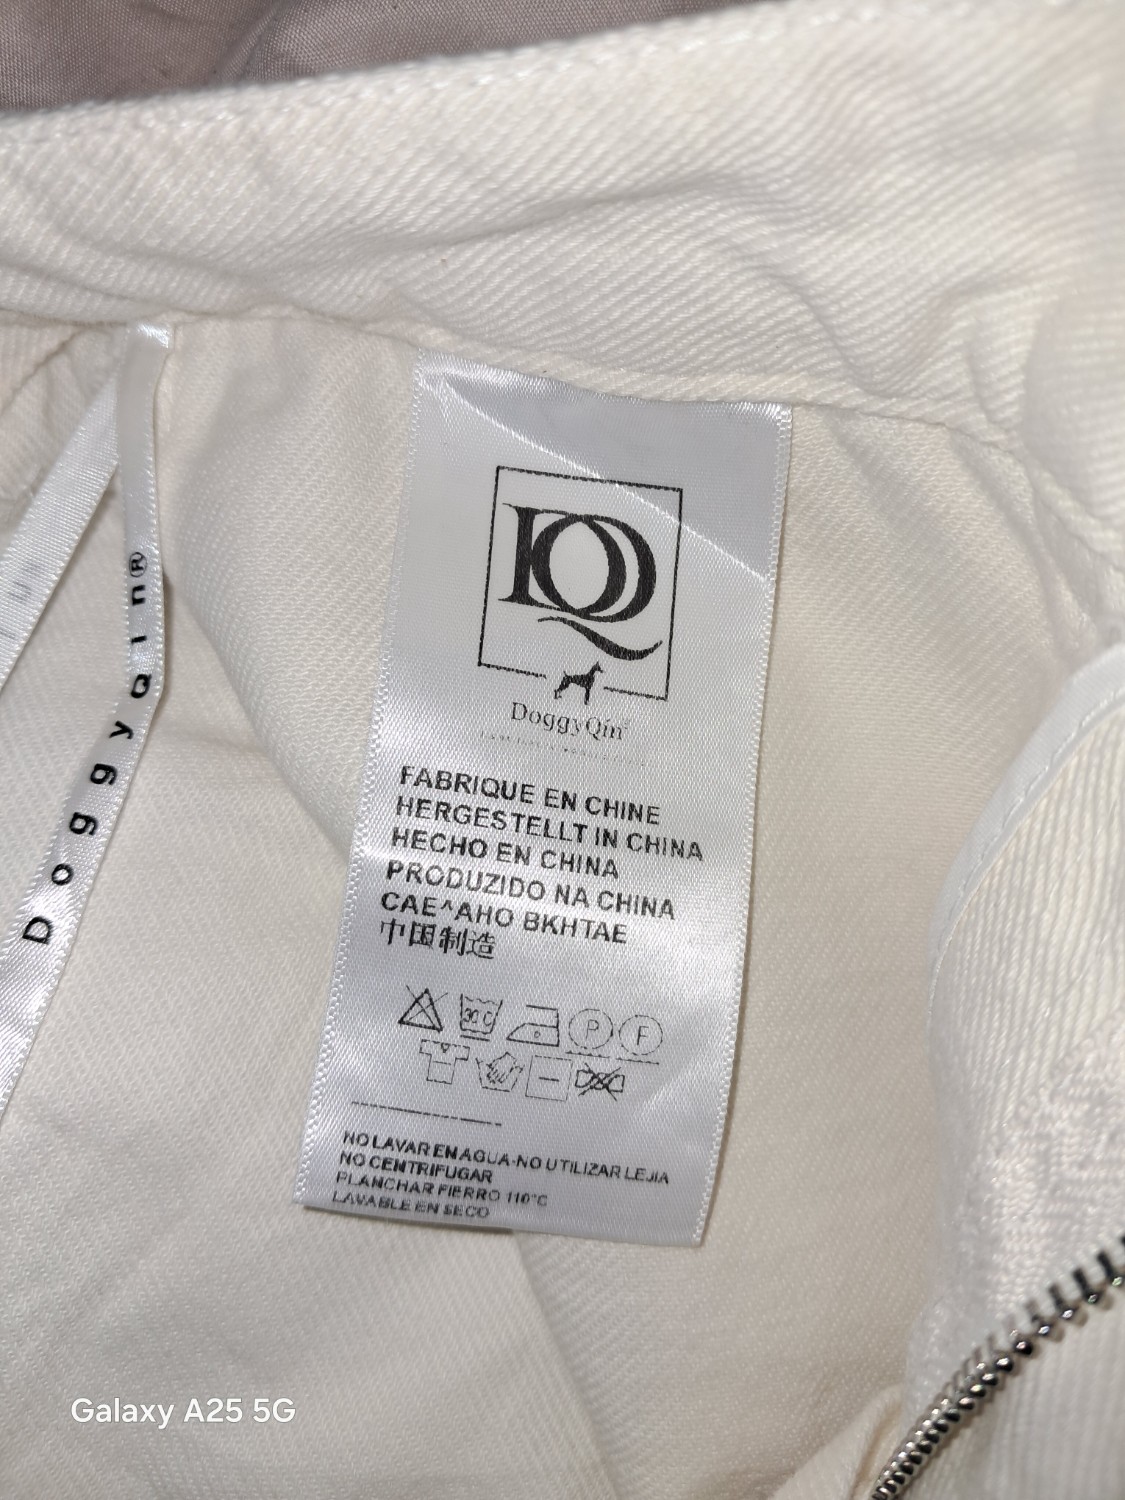 DQ
DoggyQin
FABRIQUE EN CHINE
HERGESTELLT IN CHINA
HECHO EN CHINA
PRODUZIDO NA CHINA
CAE^AHO BKHTAE
中国制造
30 C
P
F
NO LAVAR EN AGUA-NO UTILIZAR LEJIA
NO CENTRIFUGAR
PLANCHAR FIERRO 110°C
LAVABLE EN SECO
DoggyQin®
Galaxy A25 5G